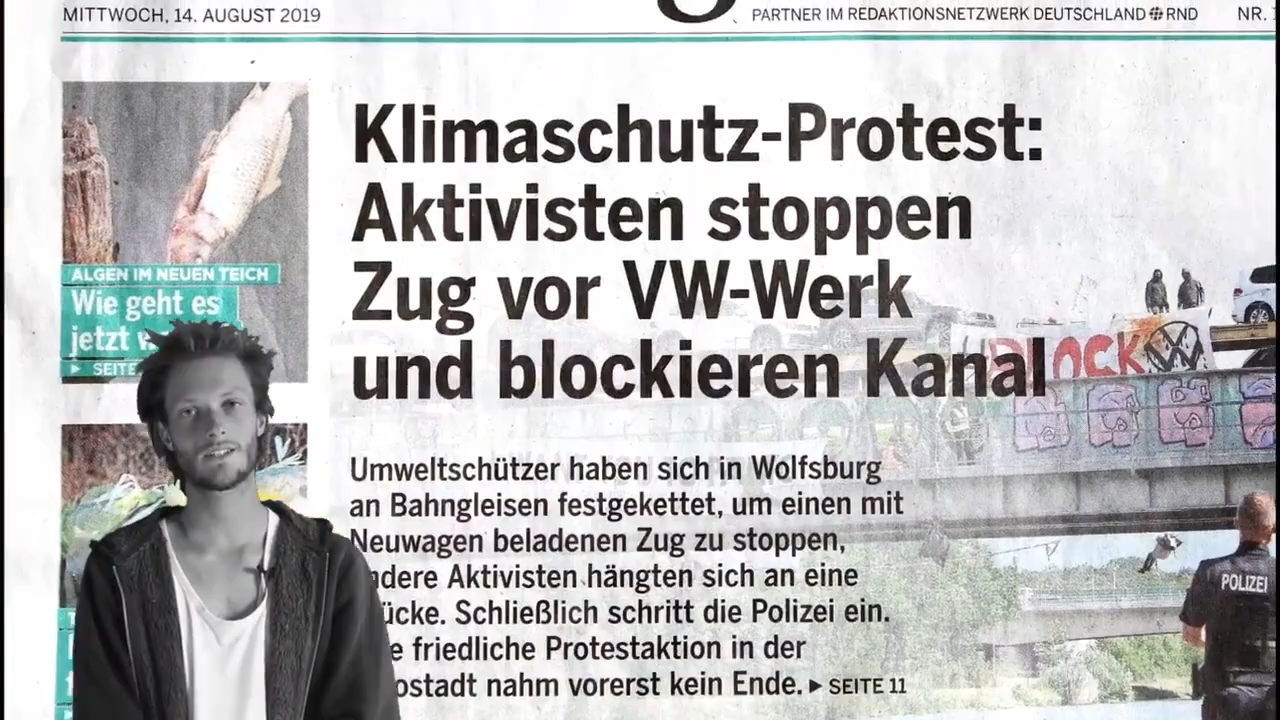 MITTWOCH, 14. AUGUST 2019
PARTNER IM REDAKTIONSNETZWERK DEUTSCHLAND RND
NR.
ALGEN IM NEUEN TEICH
Wie geht es
jetzt
SEITE
Klimaschutz-Protest:
Aktivisten stoppen
Zug vor VW-Werk
und blockieren Kanal
BLOCK VW
Umweltschützer haben sich in Wolfsburg
an Bahngleisen festgekettet, um einen mit
Neuwagen beladenen Zug zu stoppen,
ndere Aktivisten hängten sich an eine
ücke. Schließlich schritt die Polizei ein.
e friedliche Protestaktion in der
ostadt nahm vorerst kein Ende. ▸ SEITE 11
POLIZEI